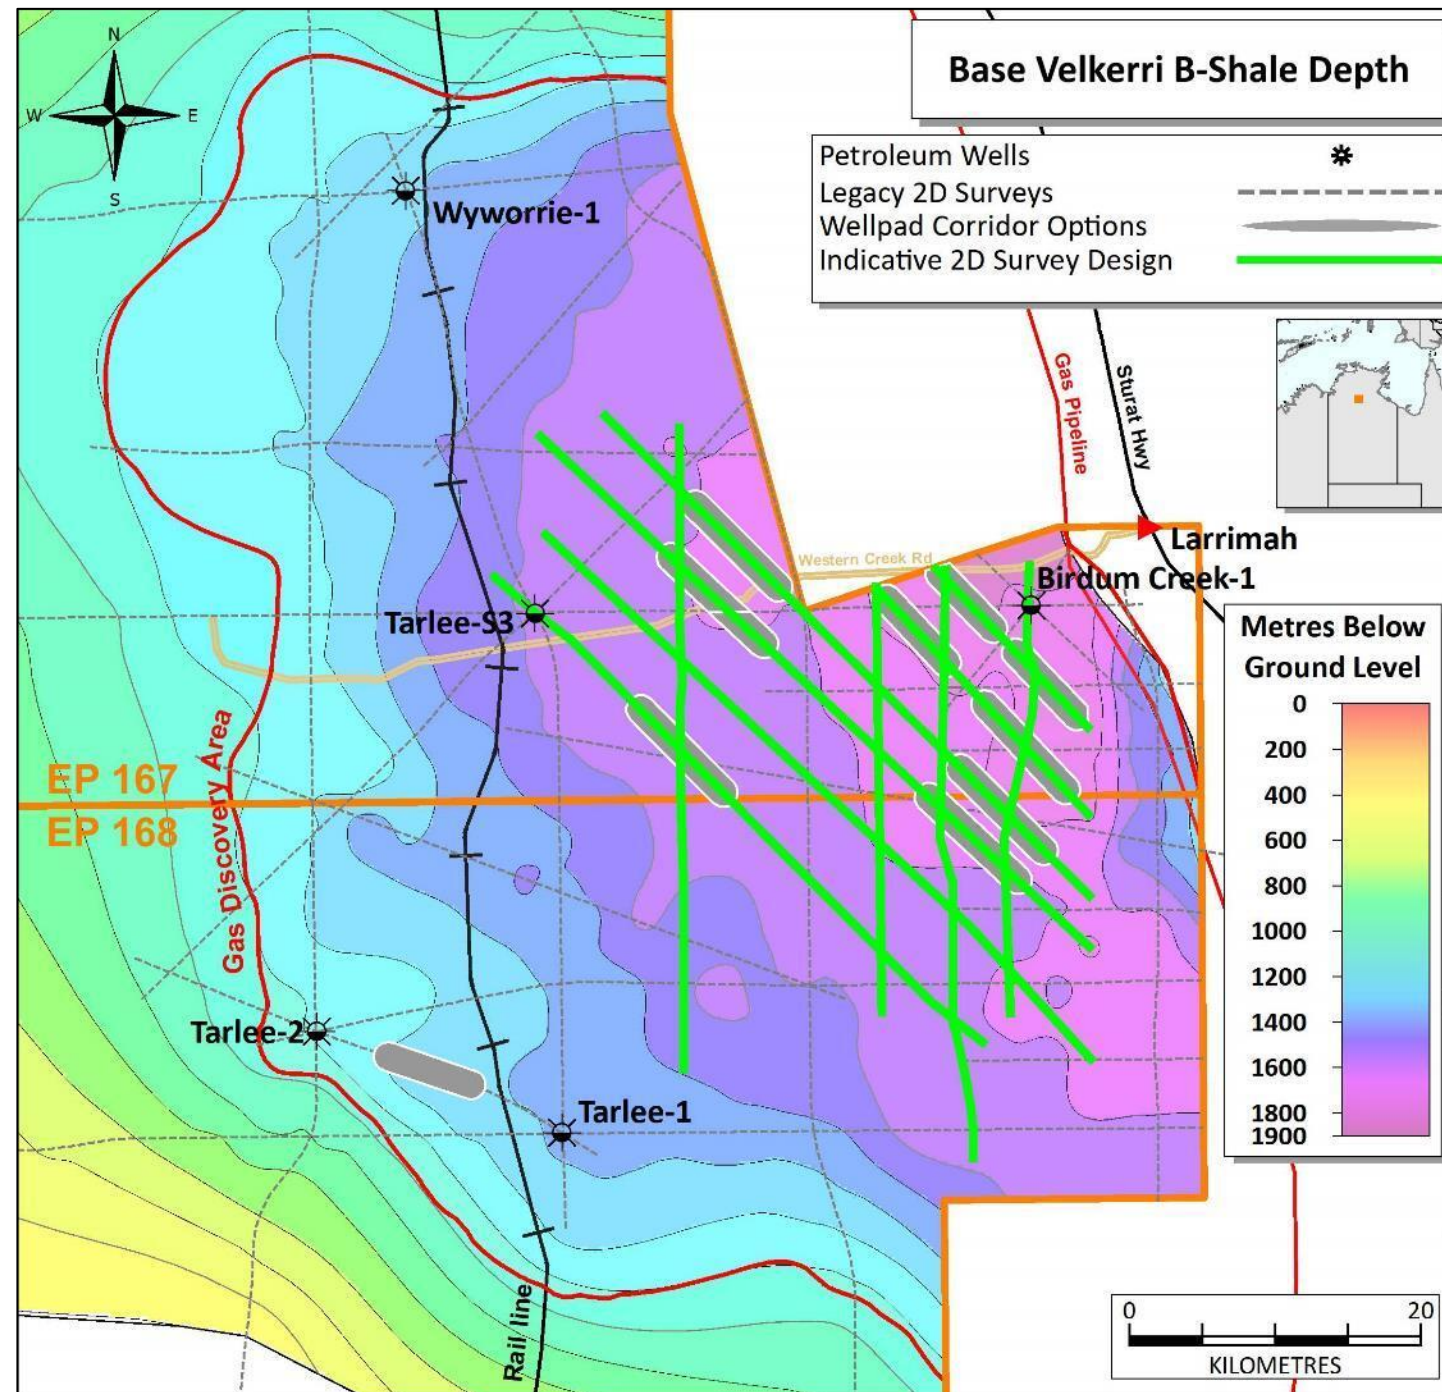 N
W
E
S
Base Velkerri B-Shale Depth
Petroleum Wells
Legacy 2D Surveys
Wellpad Corridor Options
Indicative 2D Survey Design
Wyworrie-1
Gas Pipeline
Sturat Hwy
Larrimah
Western Creek Rd
Birdum Creek-1
Tarlee-S3
Metres Below
Ground Level
0
200
400
600
800
1000
1200
1400
1600
1800
1900
Gas Discovery Area
EP 167
EP 168
Tarlee-2
Tarlee-1
Rail line
0
20
KILOMETRES